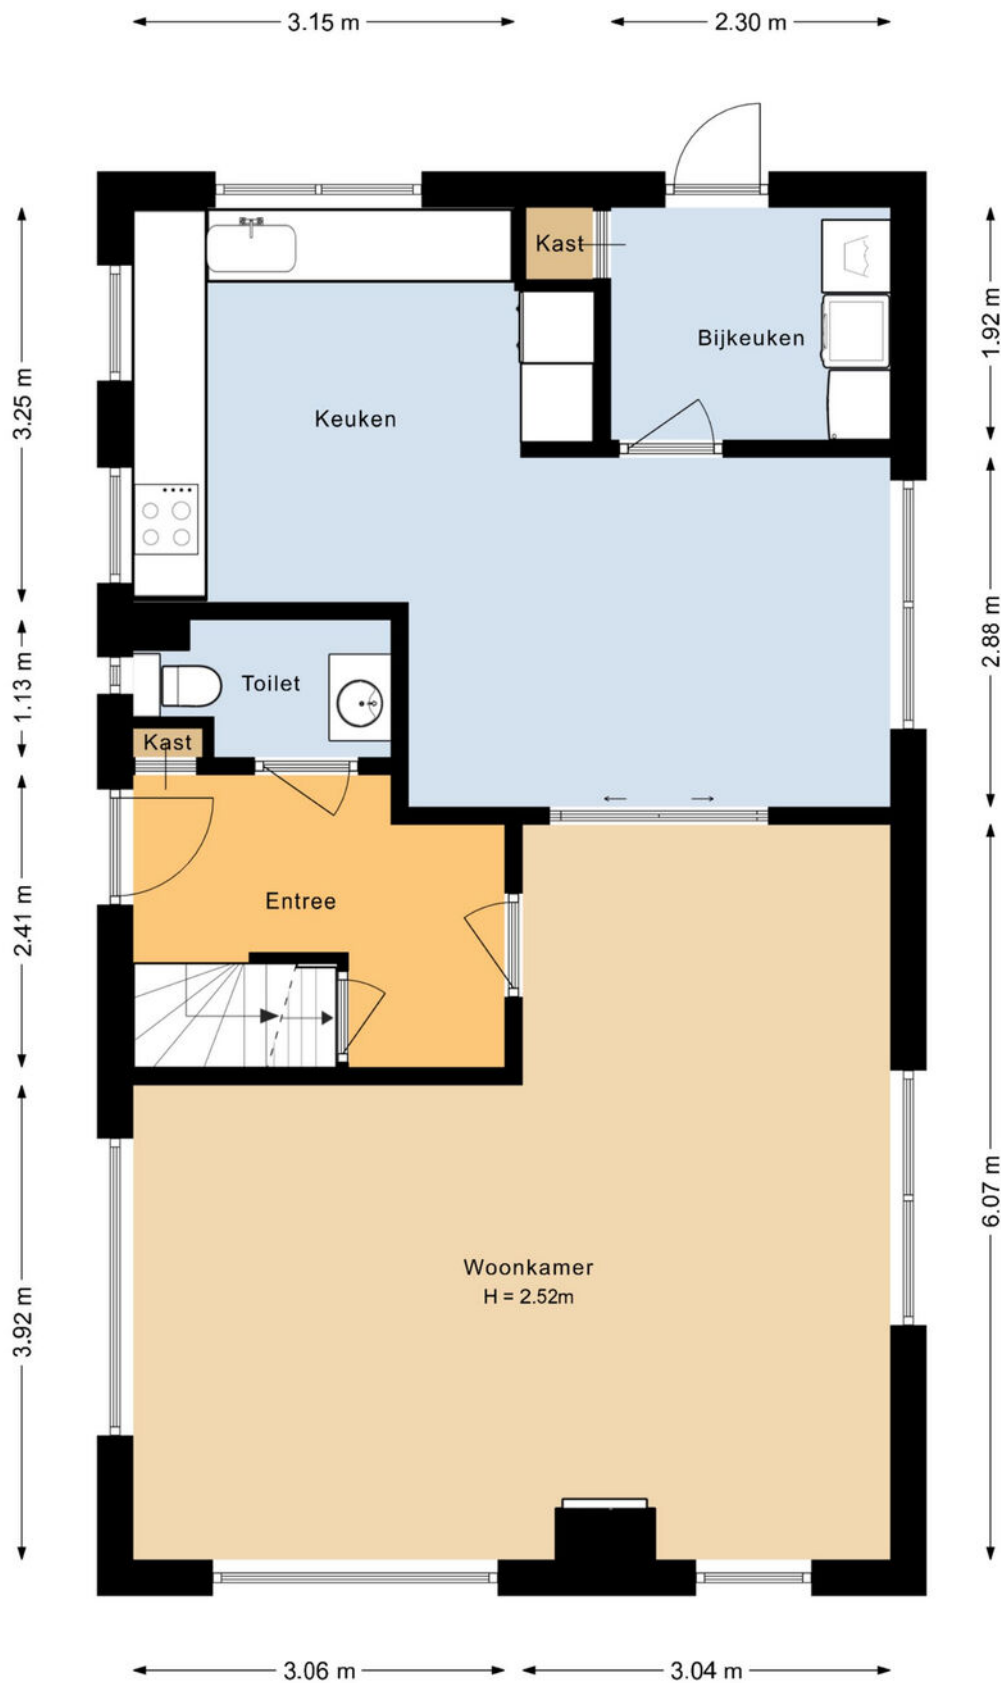 3.15 m
2.30 m
Kast
Bijkeuken
1.92 m
3.25 m
Keuken
2.88 m
1.13 m
Toilet
Kast
2.41 m
Entree
6.07 m
3.92 m
Woonkamer
H = 2.52m
3.06 m
3.04 m